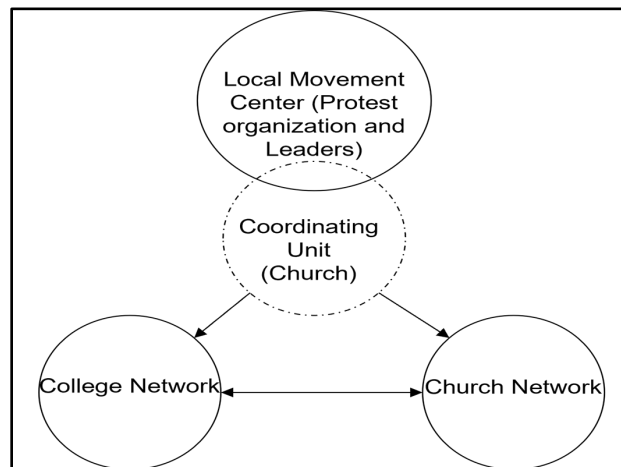 Local Movement
Center (Protest
organization and
Leaders)
Coordinating
Unit
(Church)
College Network
Church Network